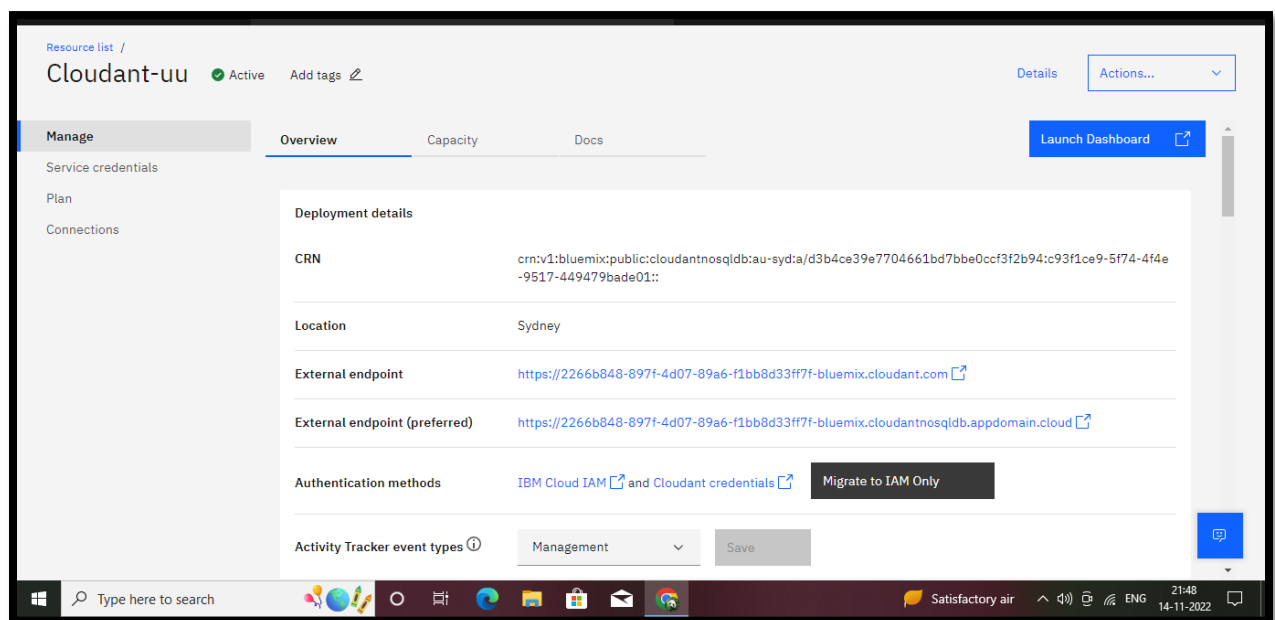 Resource list /
Cloudant-uu Active Add tags Details Actions...
Manage Overview Capacity Docs Launch Dashboard
Service credentials
Plan
Connections
Deployment details
CRN crn:v1:bluemix:public:cloudantnosqldb:au-syd:a/d3b4ce39e7704661bd7bbe0ccf3f2b94:c93f1ce9-5f74-4f4e
-9517-449479bade01::
Location Sydney
External endpoint https://2266b848-897f-4d07-89a6-f1bb8d33ff7f-bluemix.cloudant.com
External endpoint (preferred) https://2266b848-897f-4d07-89a6-f1bb8d33ff7f-bluemix.cloudantnosqldb.appdomain.cloud
Authentication methods IBM Cloud IAM and Cloudant credentials Migrate to IAM Only
Activity Tracker event types Management Save
Type here to search Satisfactory air ENG 21:48
14-11-2022